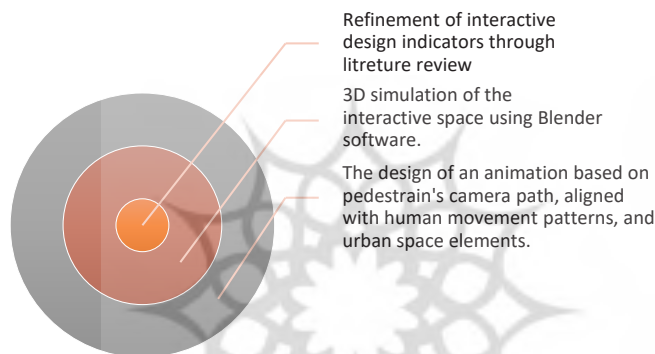 Refinement of interactive
design indicators through
litreture review
3D simulation of the
interactive space using Blender
software.
The design of an animation based on
pedestrain's camera path, aligned
with human movement patterns, and
urban space elements.